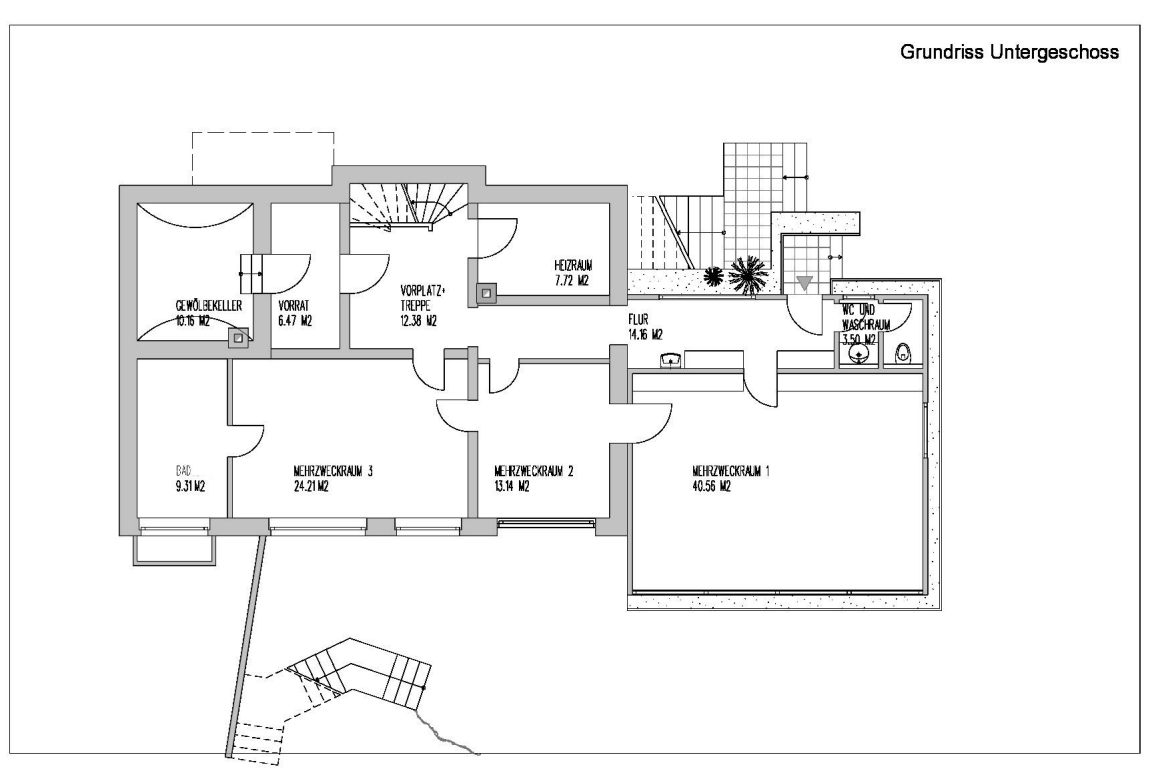 Grundriss Untergeschoss
HEIZRAUM
7.72 M2
VORPLATZ+
TREPPE
12.38 M2
GEWÖLBEKELLER
10.16 M2
VORRAT
6.47 M2
FLUR
14.16 M2
WC UND
WASCHRAUM
3.50 M2
BAD
9.31 M2
MEHRZWECKRAUM 3
24.21 M2
MEHRZWECKRAUM 2
13.14 M2
MEHRZWECKRAUM 1
40.56 M2